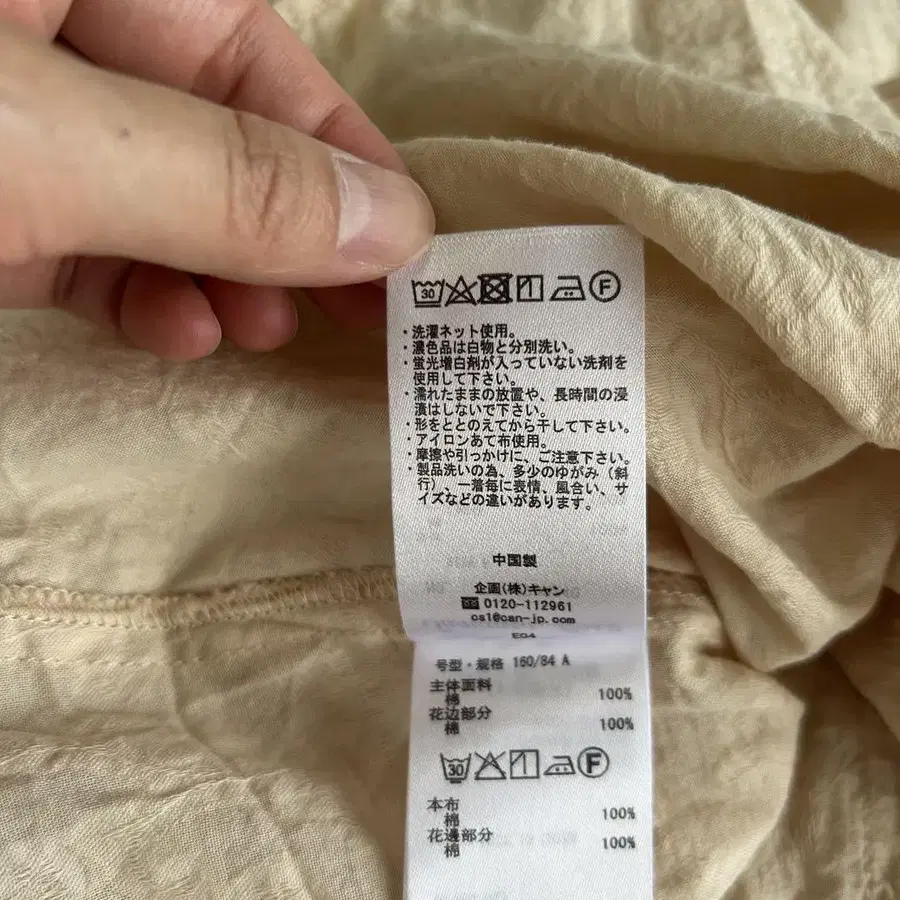 30 F
・洗濯ネット使用。
・濃色品は白物と分別洗い。
・蛍光増白剤が入っていない洗剤を
使用して下さい。
・濡れたままの放置や、長時間の浸
漬はしないで下さい。
・形をととのえてから干して下さい。
・アイロンあて布使用。
・摩擦や引っかけに、ご注意下さい。
・製品洗いの為、多少のゆがみ（斜
行）、一着毎に表情、風合い、サ
イズなどの違いがあります。
中国製
企画(株)キャン
0120-112961
cs1@can-jp.com
EG4
号型・规格 160/84 A
主体面料
棉 100%
花边部分
棉 100%
30 F
本布
棉 100%
花邊部分
棉 100%